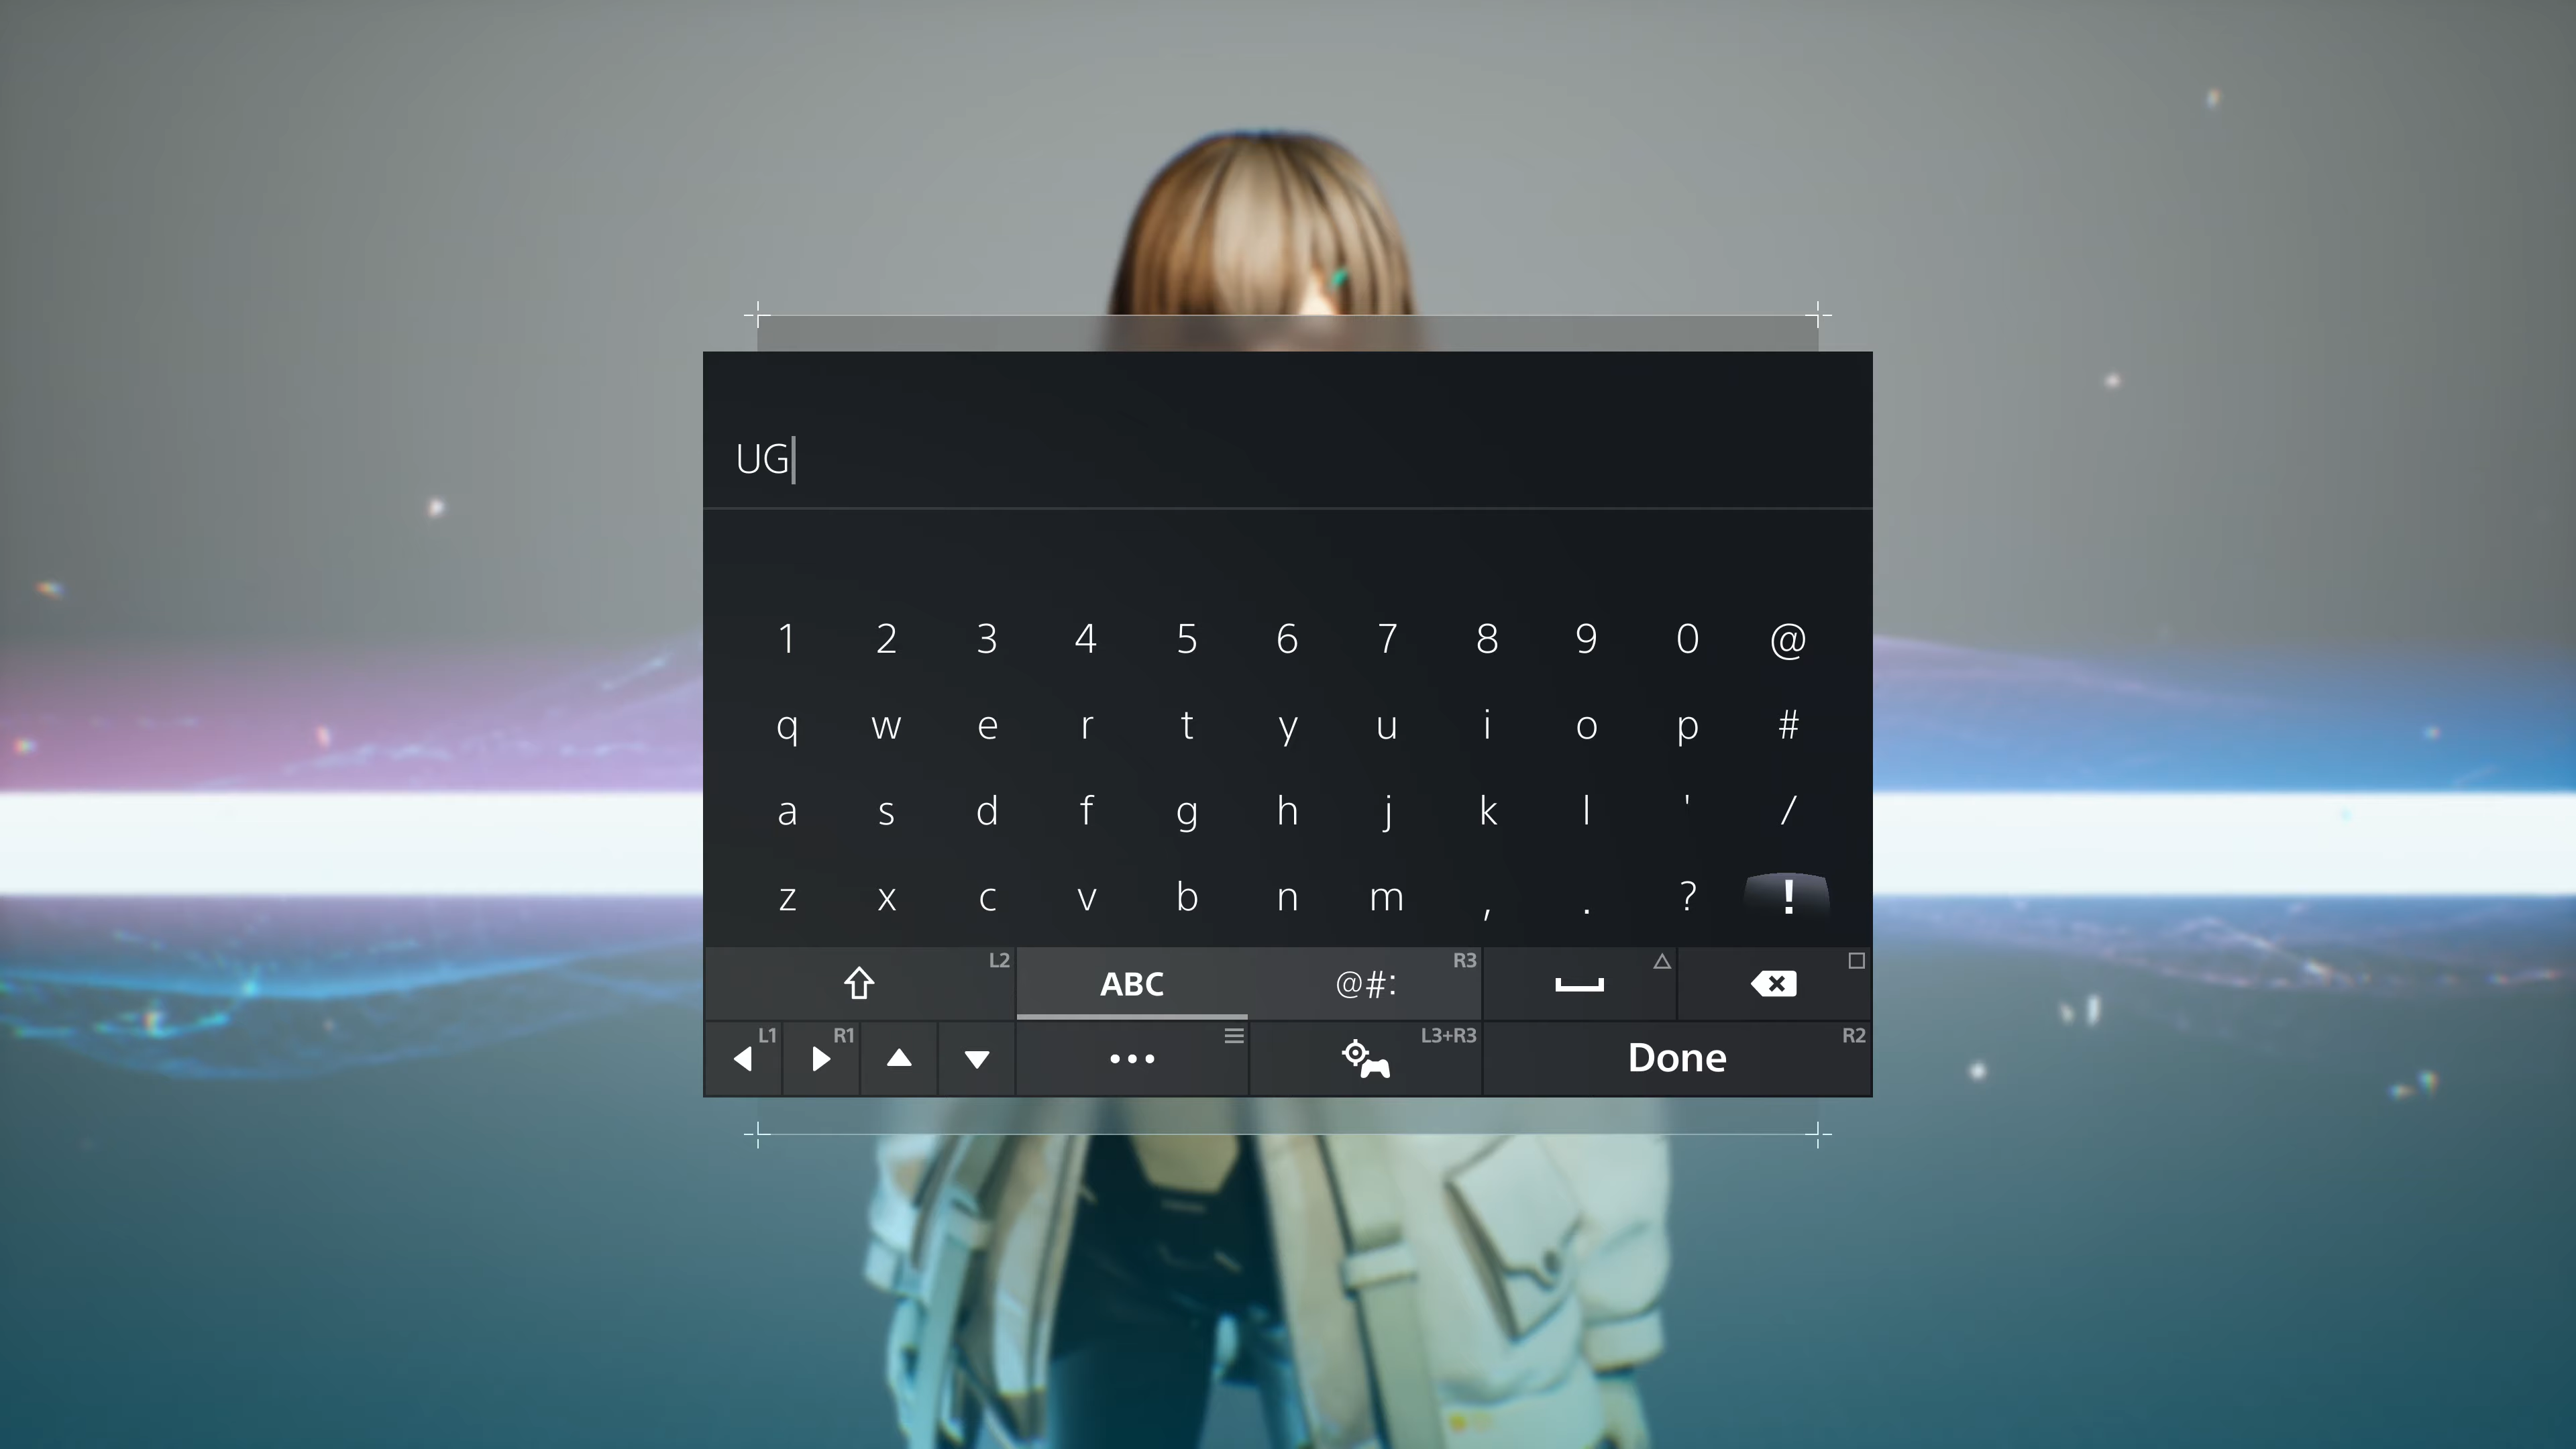 UG
1 2 3 4 5 6 7 8 9 0 @
q w e r t y u i o p #
a s d f g h j k l ' /
z x c v b n m , . ? !
L2 ABC @#: R3
L1 R1 ... L3+R3 Done R2